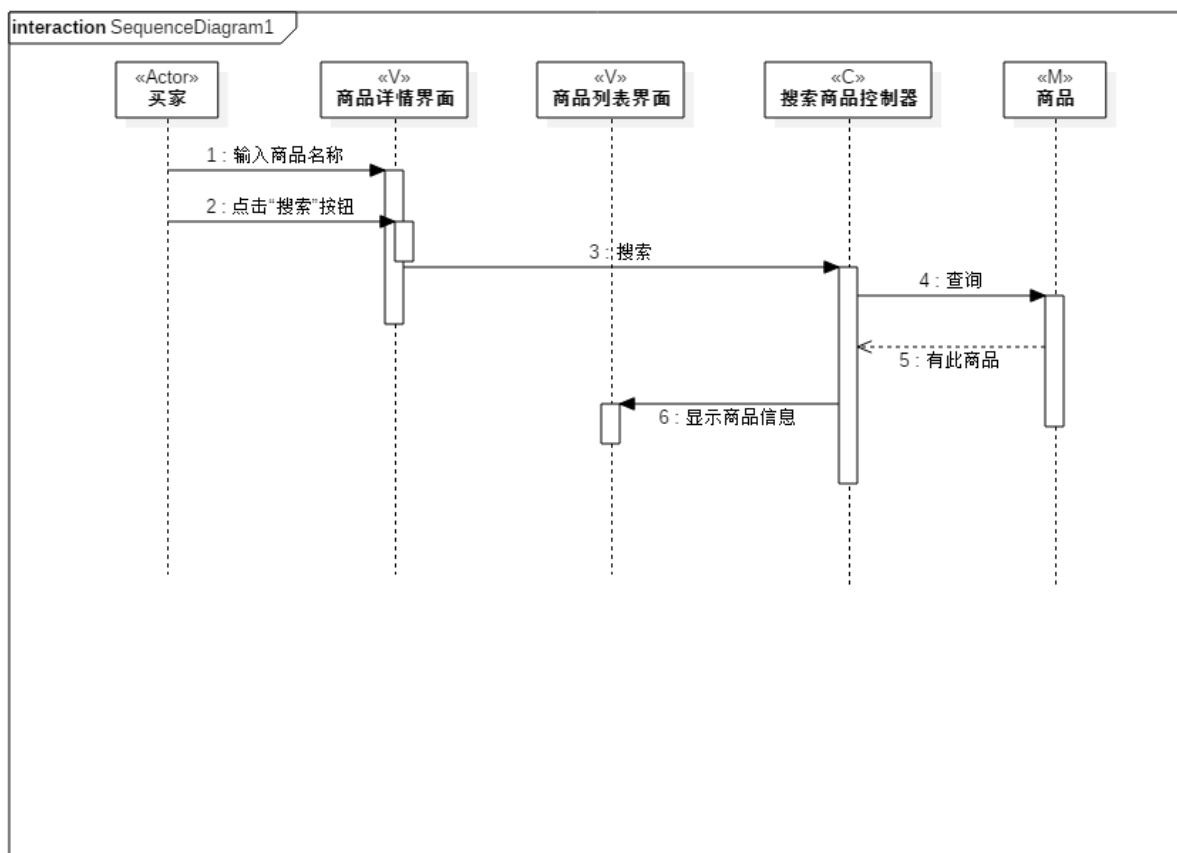 interaction SequenceDiagram1
«Actor»
买家
«V»
商品详情界面
«V»
商品列表界面
«C»
搜索商品控制器
«M»
商品
1 : 输入商品名称
2 : 点击“搜索”按钮
3 : 搜索
4 : 查询
5 : 有此商品
6 : 显示商品信息